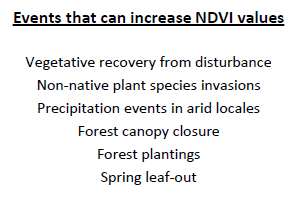 Events that can increase NDVI values
Vegetative recovery from disturbance
Non-native plant species invasions
Precipitation events in arid locales
Forest canopy closure
Forest plantings
Spring leaf-out